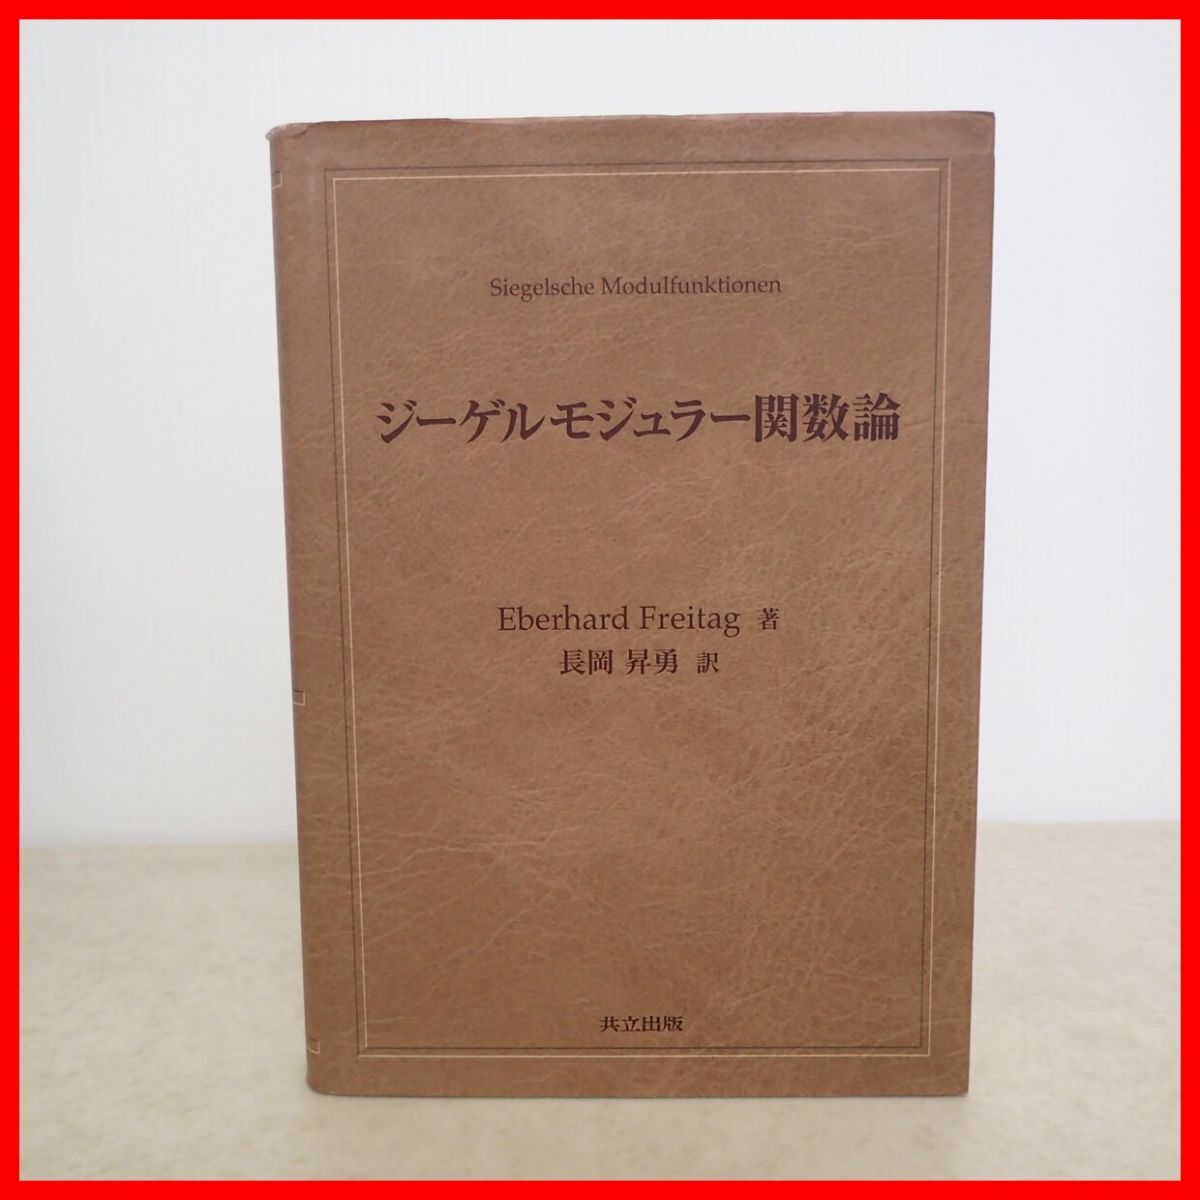 Siegelsche Modulfunktionen
ジーゲルモジュラー関数論
Eberhard Freitag 著
長岡 昇勇 訳
共立出版